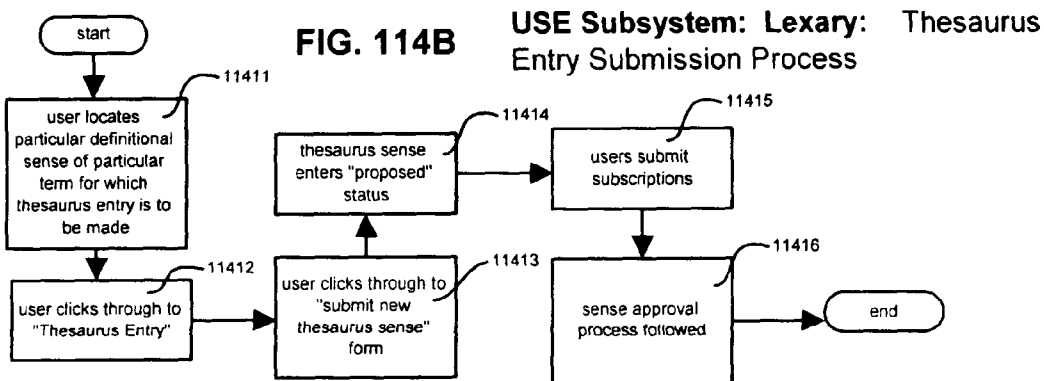 start
FIG. 114B
USE Subsystem: Lexary: Thesaurus
Entry Submission Process
11411
user locates
particular definitional
sense of particular
term for which
thesaurus entry is to
be made
11412
user clicks through to
"Thesaurus Entry"
11413
user clicks through to
"submit new
thesaurus sense"
form
11414
thesaurus sense
enters "proposed"
status
11415
users submit
subscriptions
11416
sense approval
process followed
end